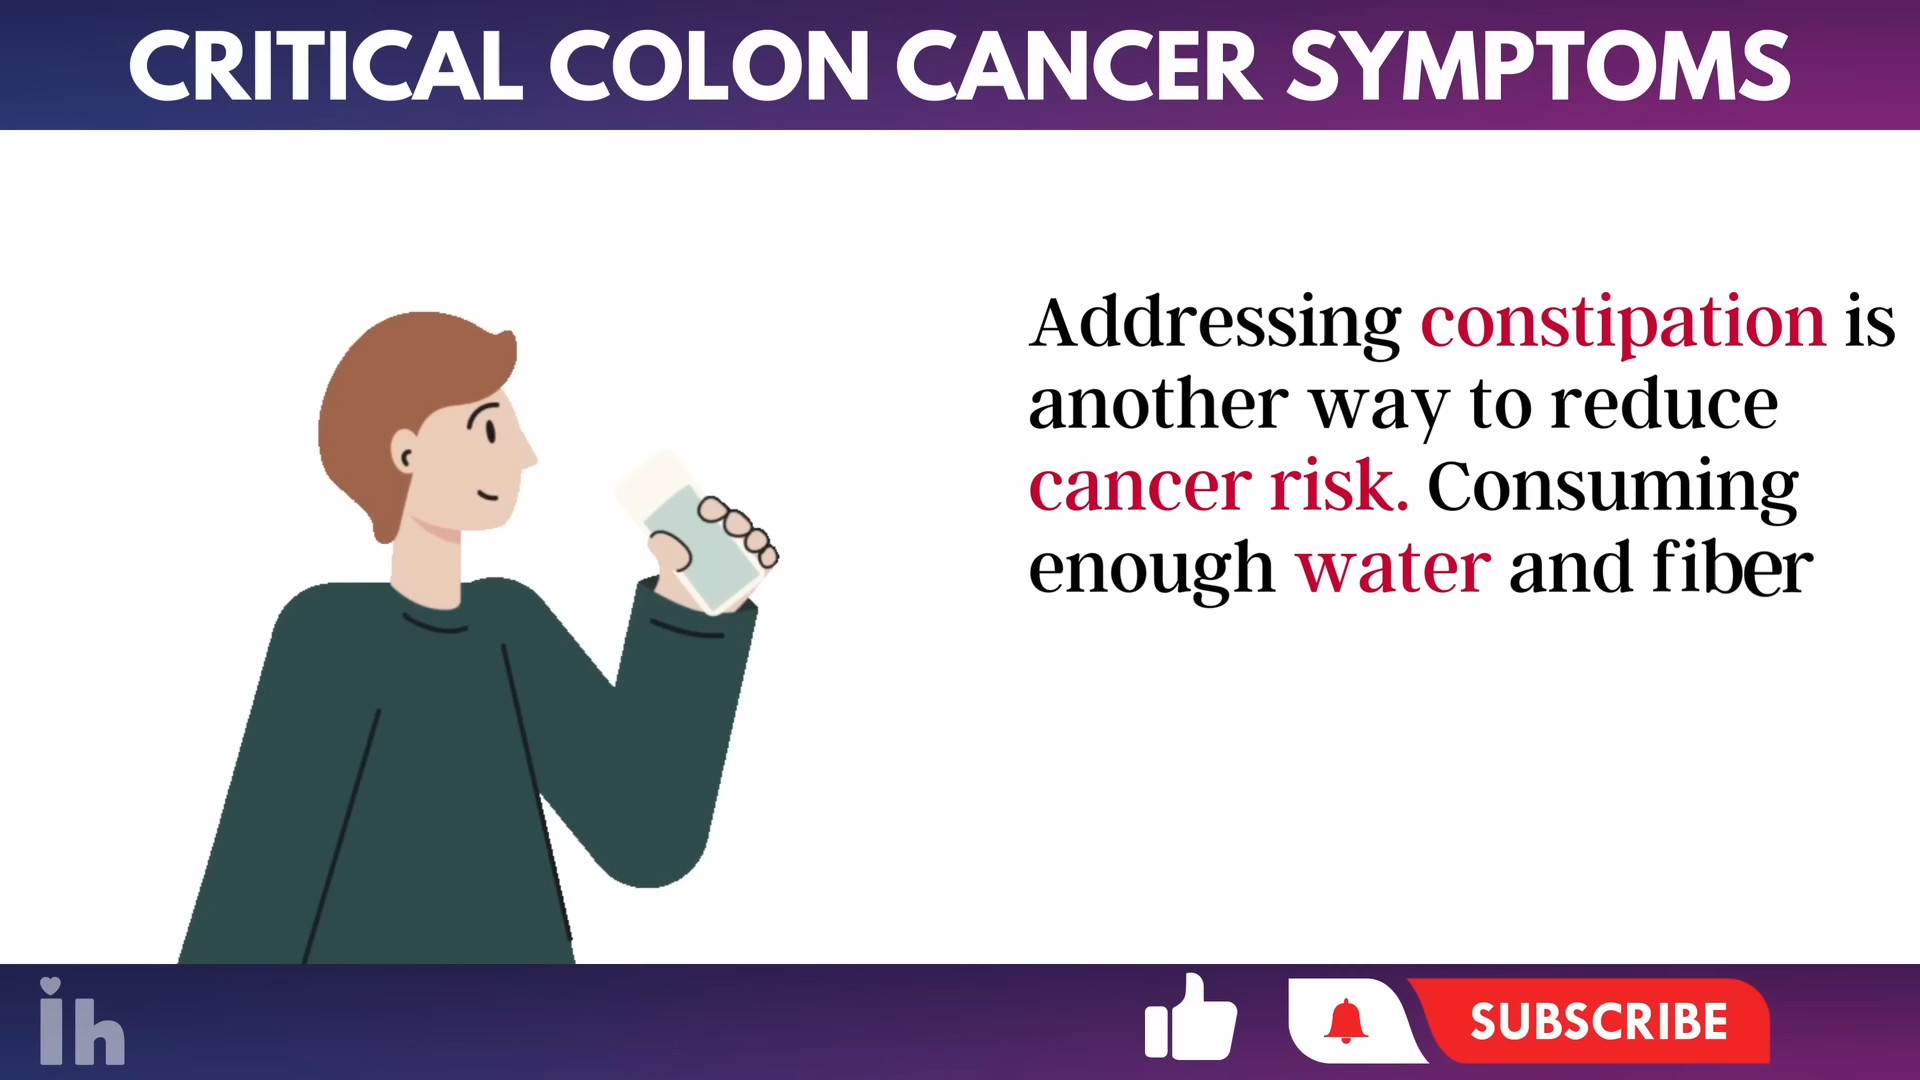 CRITICAL COLON CANCER SYMPTOMS
Addressing constipation is
another way to reduce
cancer risk. Consuming
enough water and fiber
ih
SUBSCRIBE